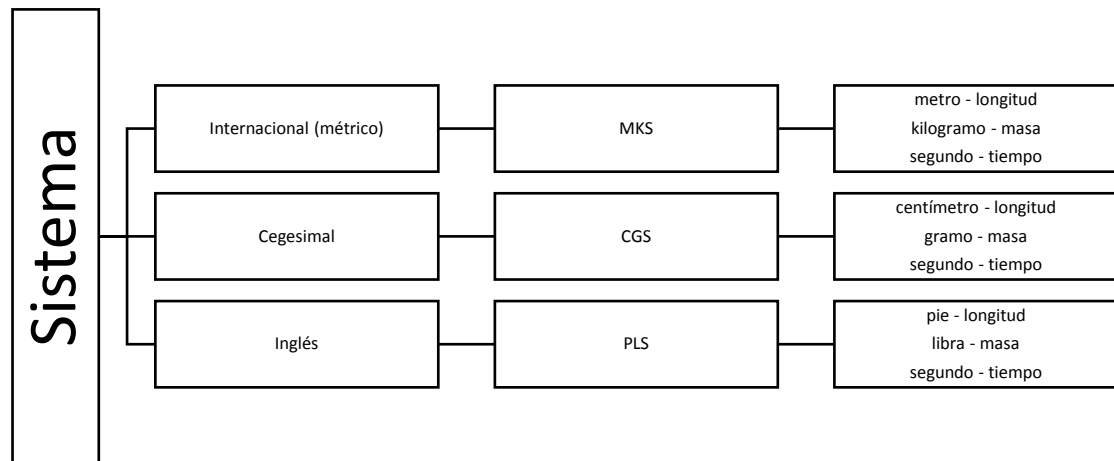 Sistema
Internacional (métrico)
MKS
metro - longitud
kilogramo - masa
segundo - tiempo
Cegesimal
CGS
centímetro - longitud
gramo - masa
segundo - tiempo
Inglés
PLS
pie - longitud
libra - masa
segundo - tiempo